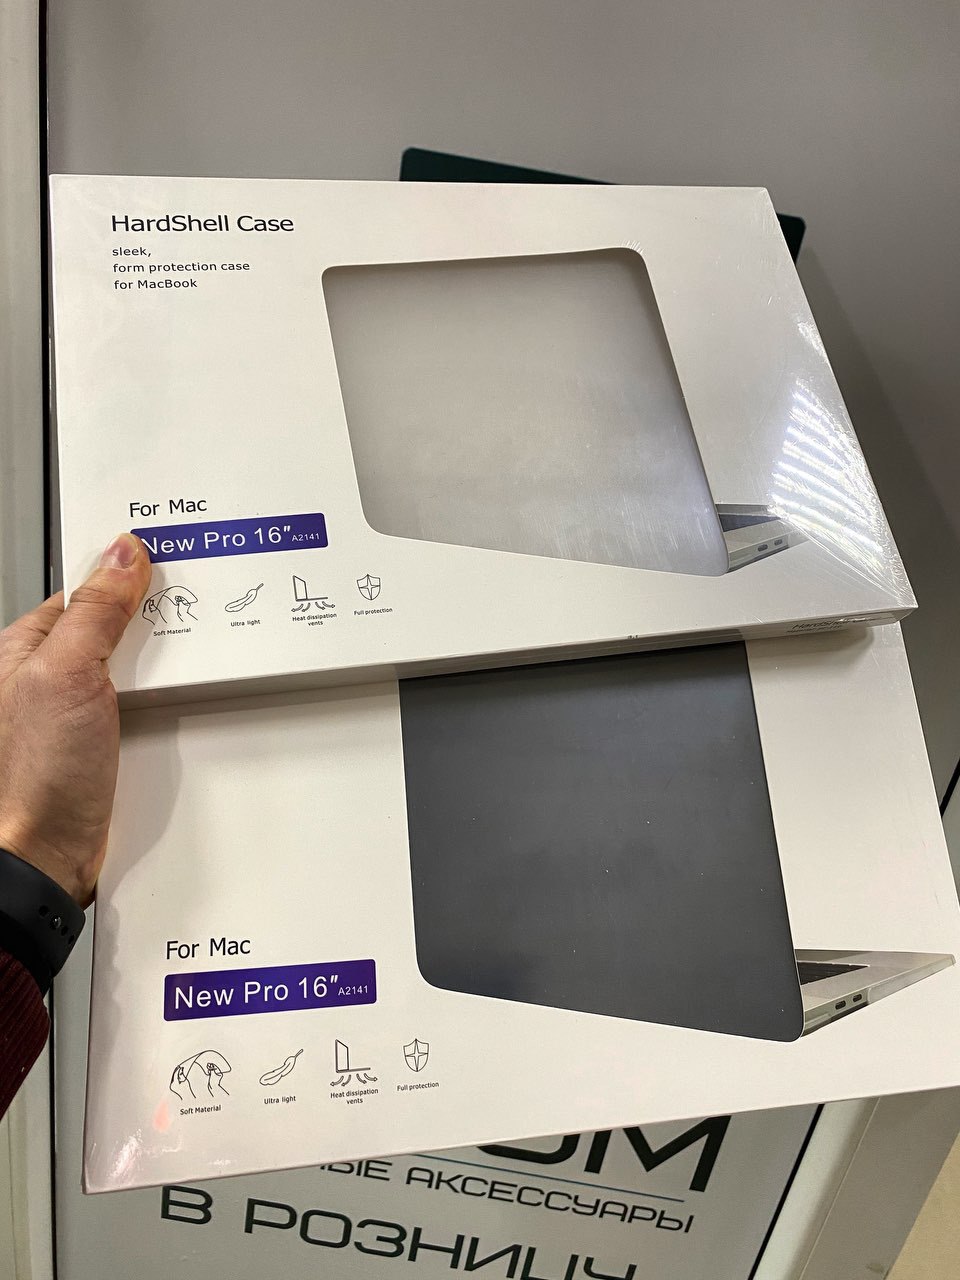 HardShell Case
sleek,
form protection case
for MacBook
For Mac
New Pro 16" A2141
Soft Material
Ultra light
Heat dissipation
vents
Full protection
HardShell
For Mac
New Pro 16" A2141
Soft Material
Ultra light
Heat dissipation
vents
Full protection
АКСЕССУАРЫ
В РОЗНИЦУ